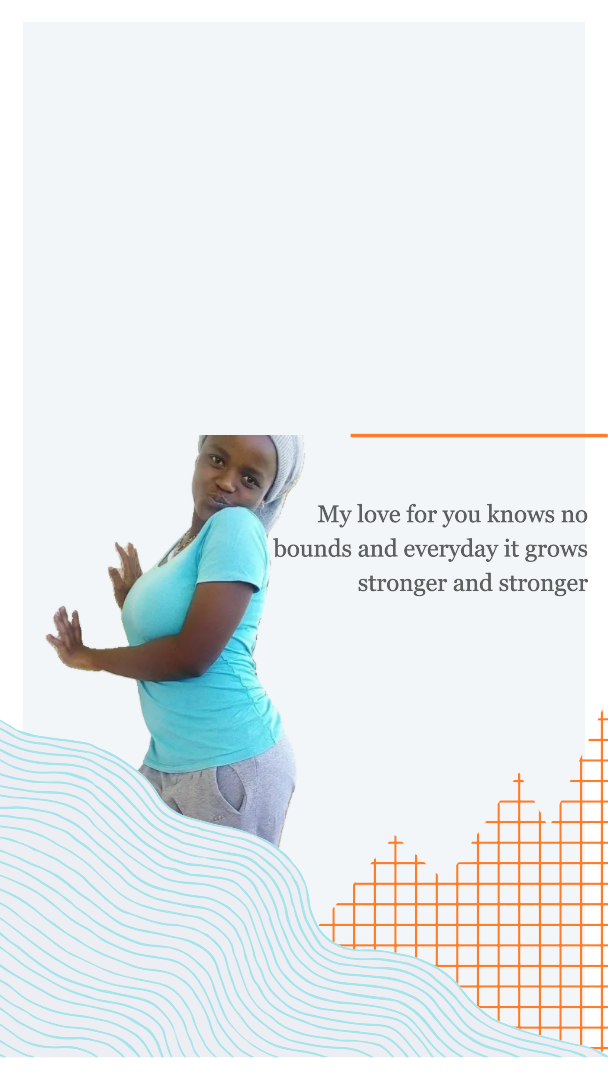 My love for you knows no
bounds and everyday it grows
stronger and stronger